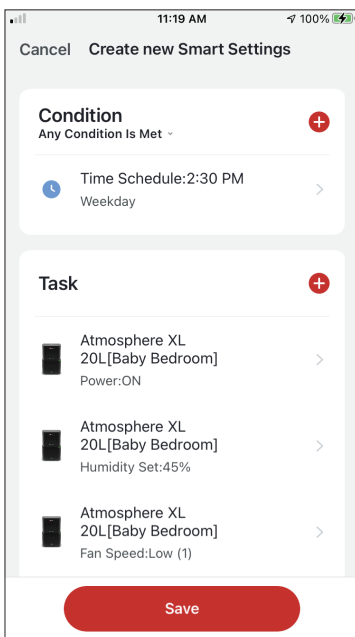 11:19 AM
100%
Cancel Create new Smart Settings
Condition
Any Condition Is Met
Time Schedule:2:30 PM
Weekday
Task
Atmosphere XL
20L[Baby Bedroom]
Power:ON
Atmosphere XL
20L[Baby Bedroom]
Humidity Set:45%
Atmosphere XL
20L[Baby Bedroom]
Fan Speed:Low (1)
Save